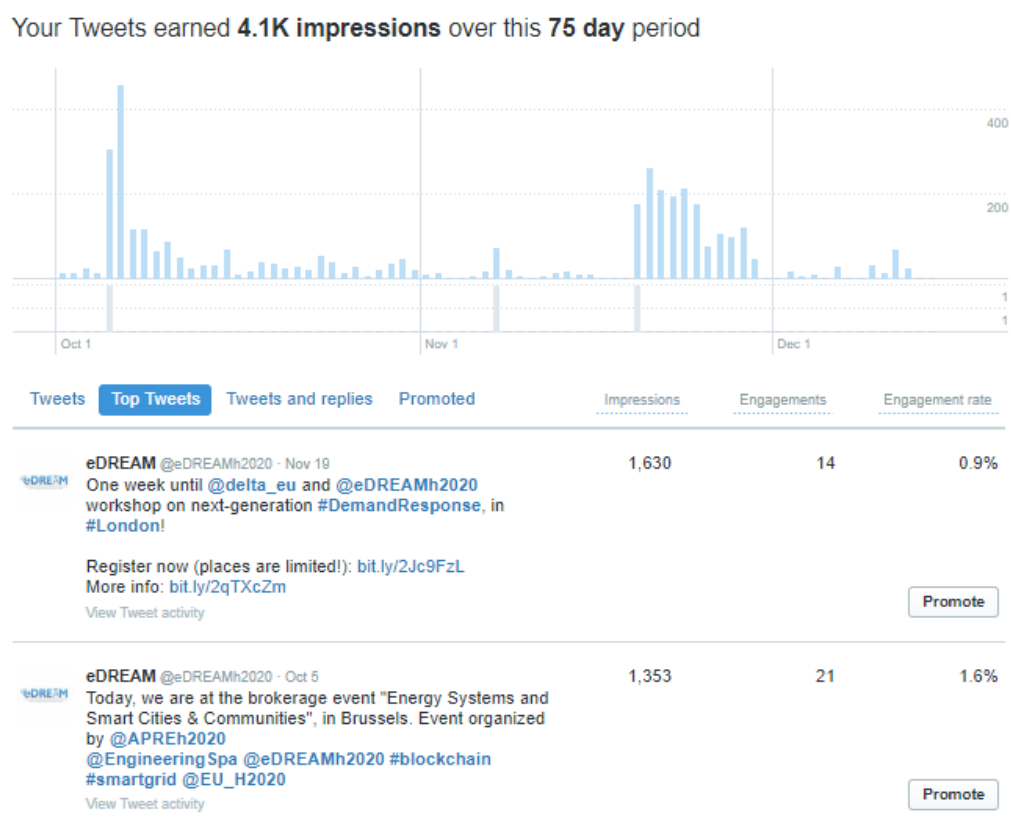 Your Tweets earned 4.1K impressions over this 75 day period
400
200
1
1
Oct 1 Nov 1 Dec 1
Tweets Top Tweets Tweets and replies Promoted Impressions Engagements Engagement rate
eDREAM @eDREAMh2020 · Nov 19 1,630 14 0.9%
eDREAM
One week until @delta_eu and @eDREAMh2020
workshop on next-generation #DemandResponse, in
#London!
Register now (places are limited!): bit.ly/2Jc9FzL
More info: bit.ly/2qTXcZm
Promote
View Tweet activity
eDREAM @eDREAMh2020 · Oct 5 1,353 21 1.6%
eDREAM
Today, we are at the brokerage event "Energy Systems and
Smart Cities & Communities", in Brussels. Event organized
by @APREh2020
@EngineeringSpa @eDREAMh2020 #blockchain
#smartgrid @EU_H2020
Promote
View Tweet activity